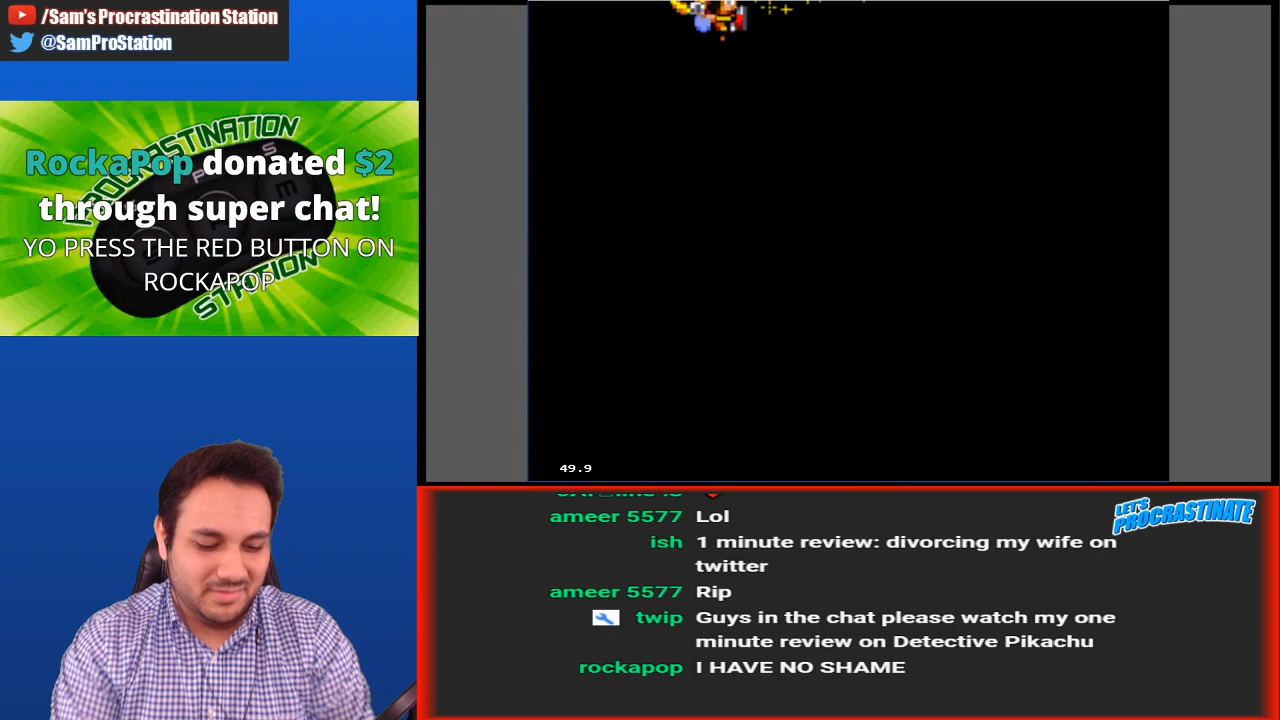 /Sam's Procrastination Station
@SamProStation
PROCRASTINATION
RockaPop donated $2
through super chat!
YO PRESS THE RED BUTTON ON
ROCKAPOP
STATION
49.9
ameer 5577 Lol
LET'S
PROCRASTINATE
ish 1 minute review: divorcing my wife on
twitter
ameer 5577 Rip
twip Guys in the chat please watch my one
minute review on Detective Pikachu
rockapop I HAVE NO SHAME